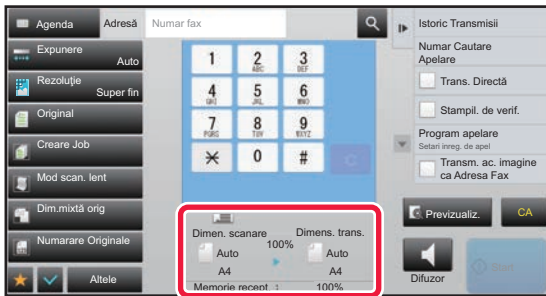 Agenda
Adresă
Numar fax
Istoric Transmisii
Expunere
Auto
Rezoluţie
Super fin
Original
Creare Job
Mod scan. lent
Dim.mixtă orig
Numarare Originale
Altele
1
2
ABC
3
DEF
4
GHI
5
JKL
6
MNO
7
PQRS
8
TUV
9
WXYZ
0
#
C
Dimen. scanare
Dimens. trans.
100%
Auto
Auto
A4
A4
Memorie recept. :
100%
Numar Cautare
Apelare
Trans. Directă
Stampil. de verif.
Program apelare
Setari inreg. de apel
Transm. ac. imagine
ca Adresa Fax
Previzualiz.
CA
Difuzor
Start